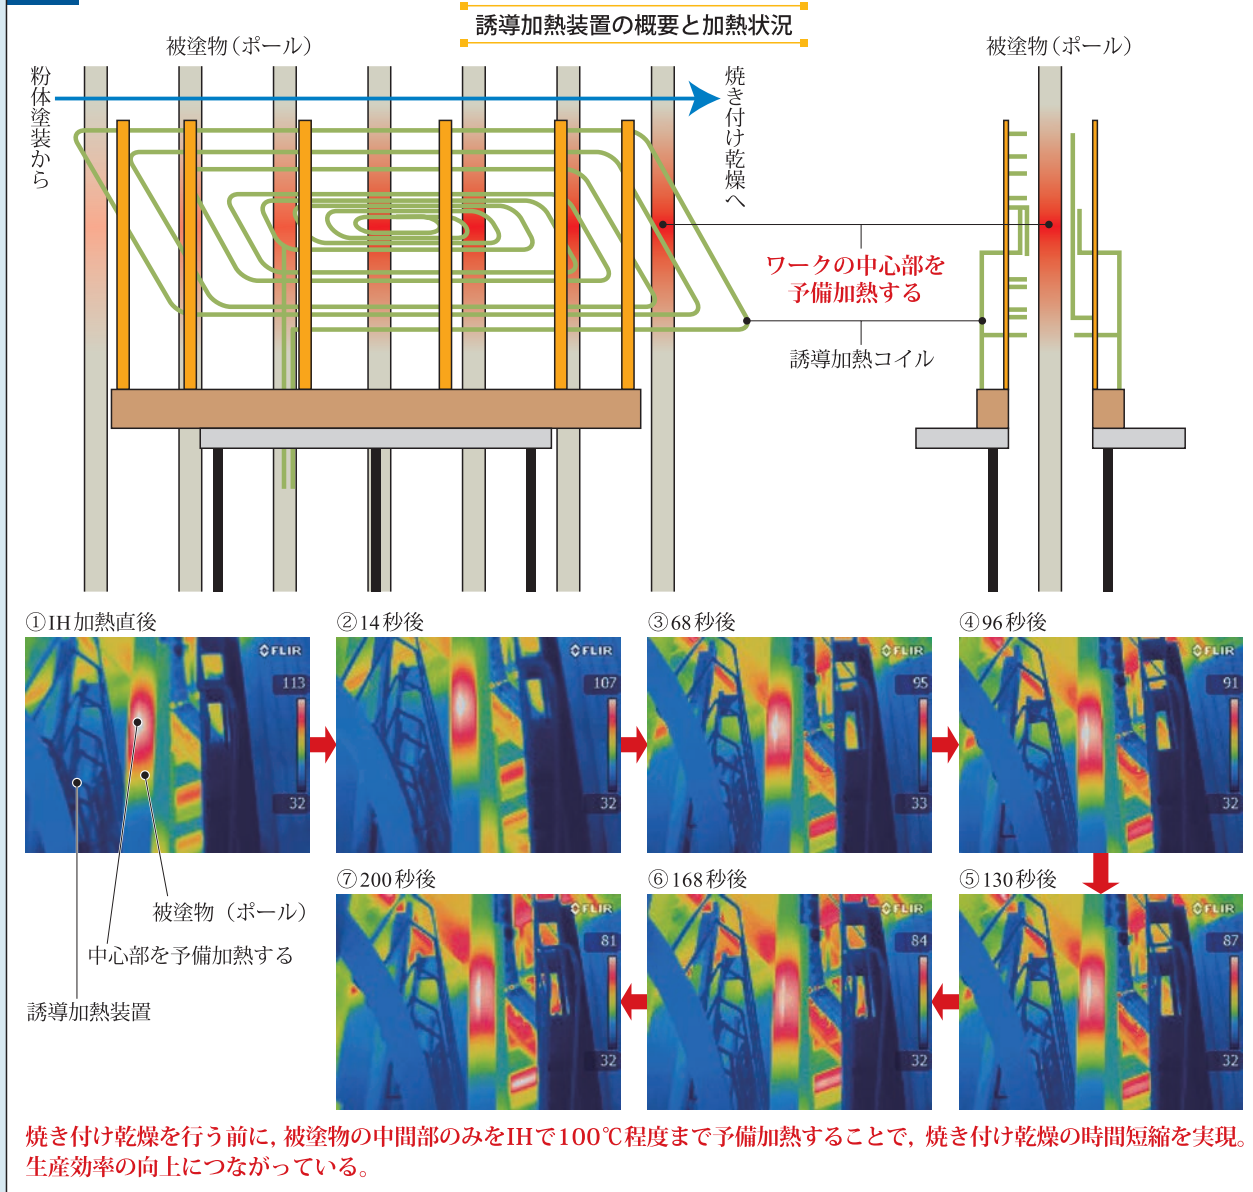 誘導加熱装置の概要と加熱状況
被塗物（ポール）
被塗物（ポール）
粉体塗装から
焼き付け乾燥へ
ワークの中心部を
予備加熱する
誘導加熱コイル
①IH加熱直後
②14秒後
③68秒後
④96秒後
FLIR
113
32
FLIR
107
32
FLIR
95
33
FLIR
91
32
被塗物（ポール）
中心部を予備加熱する
誘導加熱装置
⑦200秒後
⑥168秒後
⑤130秒後
FLIR
81
32
FLIR
84
32
FLIR
87
32
焼き付け乾燥を行う前に，被塗物の中間部のみをIHで100℃程度まで予備加熱することで，焼き付け乾燥の時間短縮を実現。
生産効率の向上につながっている。